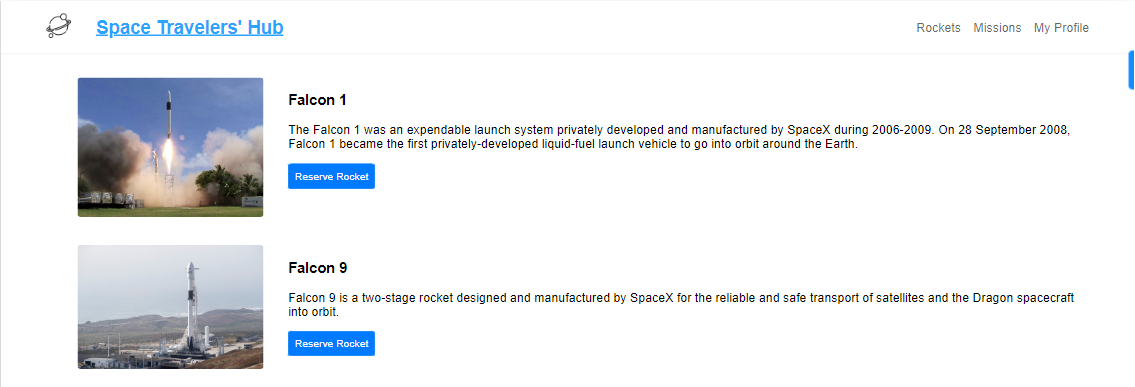 Space Travelers' Hub
Rockets Missions My Profile
Falcon 1
The Falcon 1 was an expendable launch system privately developed and manufactured by SpaceX during 2006-2009. On 28 September 2008,
Falcon 1 became the first privately-developed liquid-fuel launch vehicle to go into orbit around the Earth.
Reserve Rocket
Falcon 9
Falcon 9 is a two-stage rocket designed and manufactured by SpaceX for the reliable and safe transport of satellites and the Dragon spacecraft
into orbit.
Reserve Rocket